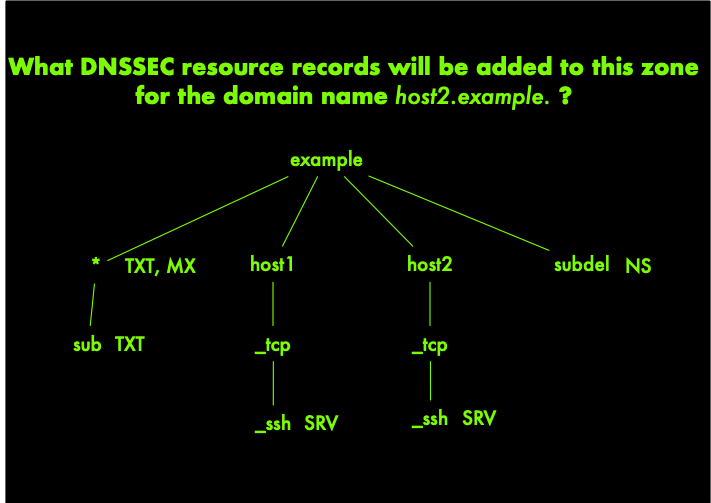 What DNSSEC resource records will be added to this zone
for the domain name host2.example. ?
example
* TXT, MX host1 host2 subdel NS
sub TXT _tcp _tcp
_ssh SRV _ssh SRV